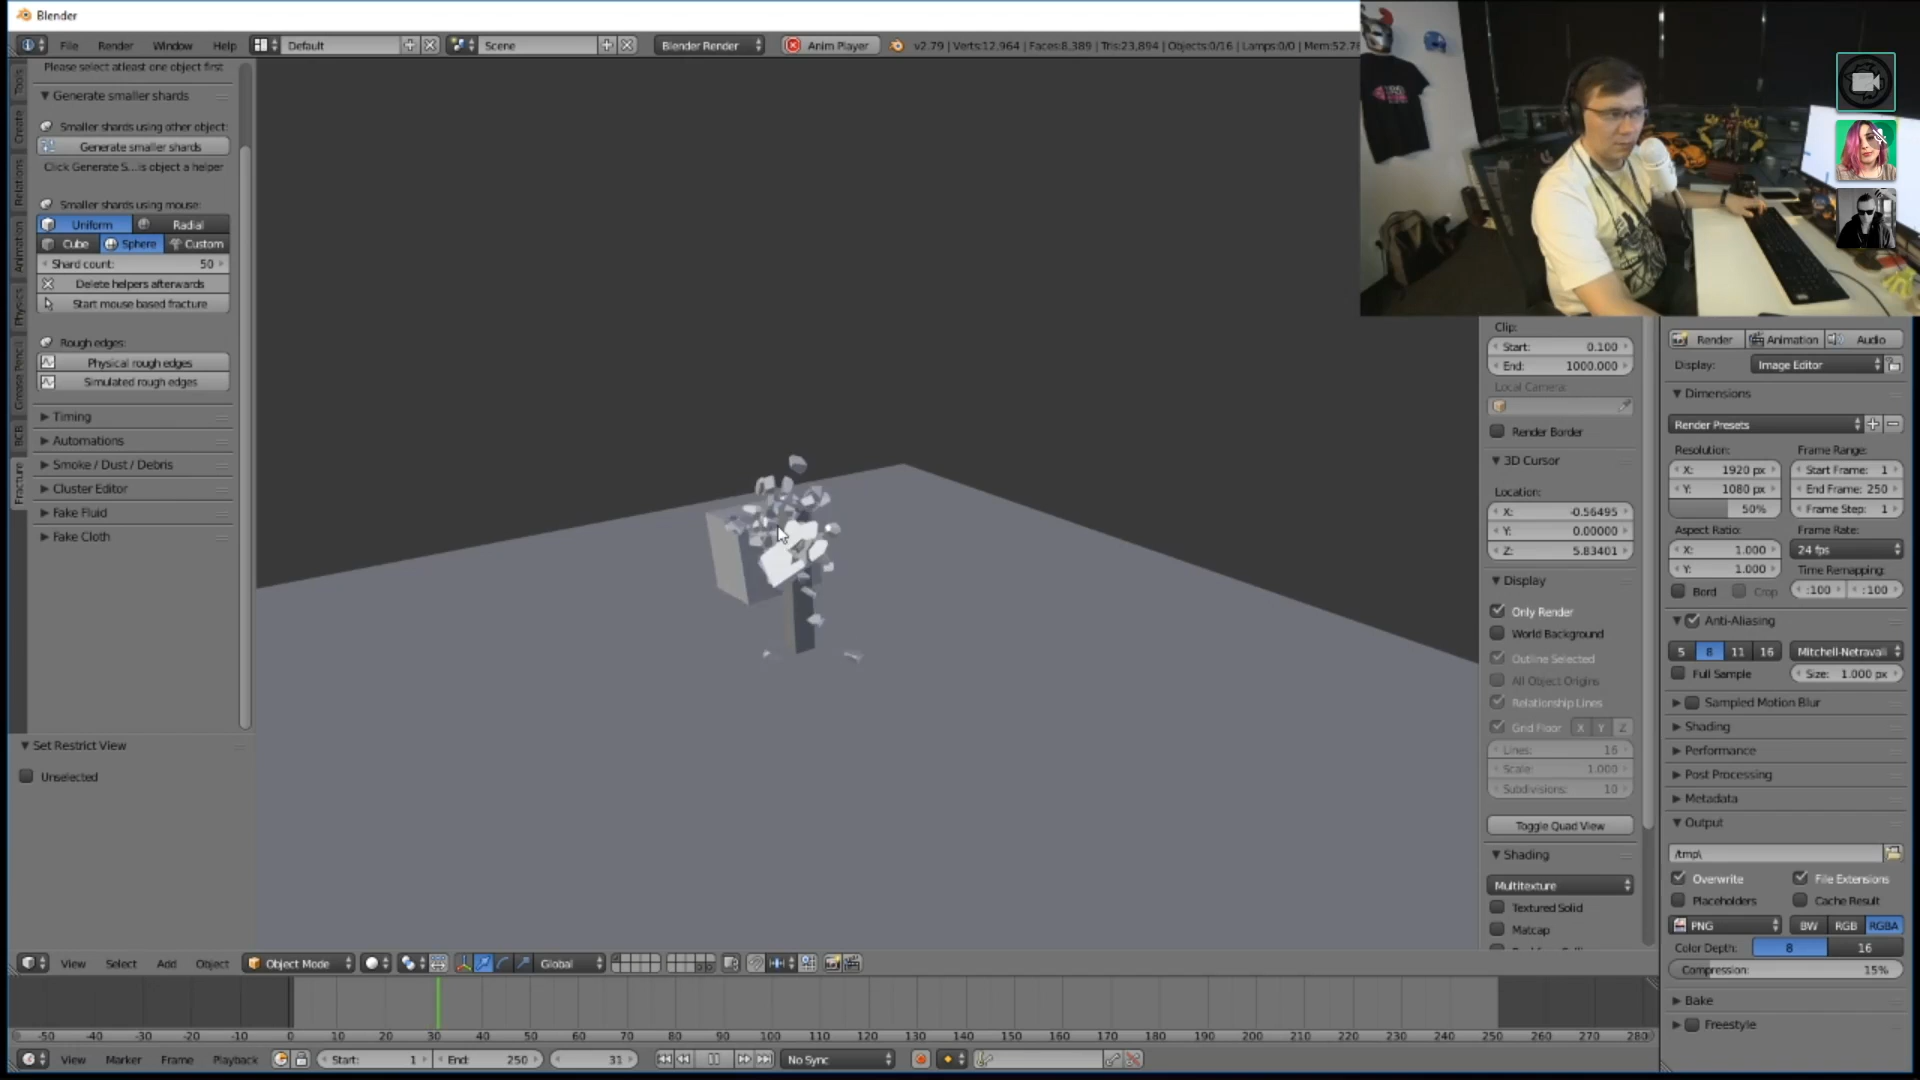 Blender
File Render Window Help Default Scene Blender Render Anim Player v2.79 | Verts:12,964 | Faces:8,389 | Tris:23,894 | Objects:0/16 | Lamps:0/0 | Mem:52.7
Please select atleast one object first
Generate smaller shards
Smaller shards using other object:
Generate smaller shards
Click Generate S...is object a helper
Smaller shards using mouse:
Uniform Radial
Cube Sphere Custom
Shard count: 50
Delete helpers afterwards
Start mouse based fracture
Rough edges:
Physical rough edges
Simulated rough edges
Timing
Automations
Smoke / Dust / Debris
Cluster Editor
Fake Fluid
Fake Cloth
Tools
Create
Relations
Animation
Physics
Grease Pencil
BCB
Fracture
Set Restrict View
Unselected
Clip:
Start: 0.100
End: 1000.000
Local Camera:
Render Border
3D Cursor
Location:
X: -0.56495
Y: 0.00000
Z: 5.83401
Display
Only Render
World Background
Outline Selected
All Object Origins
Relationship Lines
Grid Floor X Y Z
Lines: 16
Scale: 1.000
Subdivisions: 10
Toggle Quad View
Shading
Multitexture
Textured Solid
Matcap
Render Animation Audio
Display: Image Editor
Dimensions
Render Presets
Resolution: Frame Range:
X: 1920 px Start Frame: 1
Y: 1080 px End Frame: 250
50% Frame Step: 1
Aspect Ratio: Frame Rate:
X: 1.000 24 fps
Y: 1.000 Time Remapping:
Bord Crop :100 :100
Anti-Aliasing
5 8 11 16 Mitchell-Netravali
Full Sample Size: 1.000 px
Sampled Motion Blur
Shading
Performance
Post Processing
Metadata
Output
/tmp\
Overwrite File Extensions
Placeholders Cache Result
PNG BW RGB RGBA
Color Depth: 8 16
Compression: 15%
Bake
Freestyle
View Select Add Object Object Mode Global
-50 -40 -30 -20 -10 0 10 20 30 40 50 60 70 80 90 100 110 120 130 140 150 160 170 180 190 200 210 220 230 240 250 260 270 280
View Marker Frame Playback Start: 1 End: 250 31 No Sync